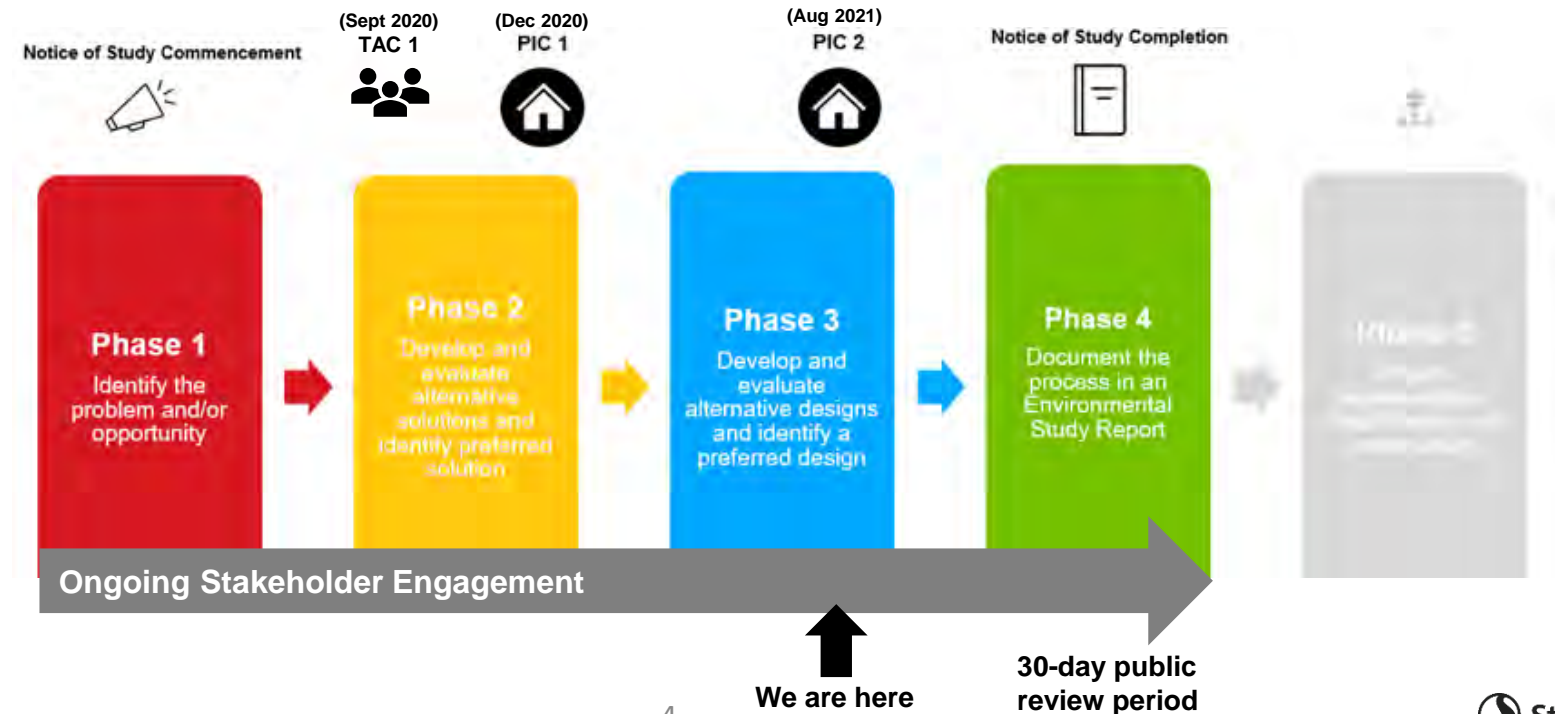 Notice of Study Commencement
(Sept 2020)
TAC 1
(Dec 2020)
PIC 1
(Aug 2021)
PIC 2
Notice of Study Completion
Phase 1
Identify the
problem and/or
opportunity
Phase 2
Develop and
evaluate
alternative
solutions and
identify preferred
solution
Phase 3
Develop and
evaluate
alternative designs
and identify a
preferred design
Phase 4
Document the
process in an
Environmental
Study Report
Ongoing Stakeholder Engagement
We are here
30-day public
review period